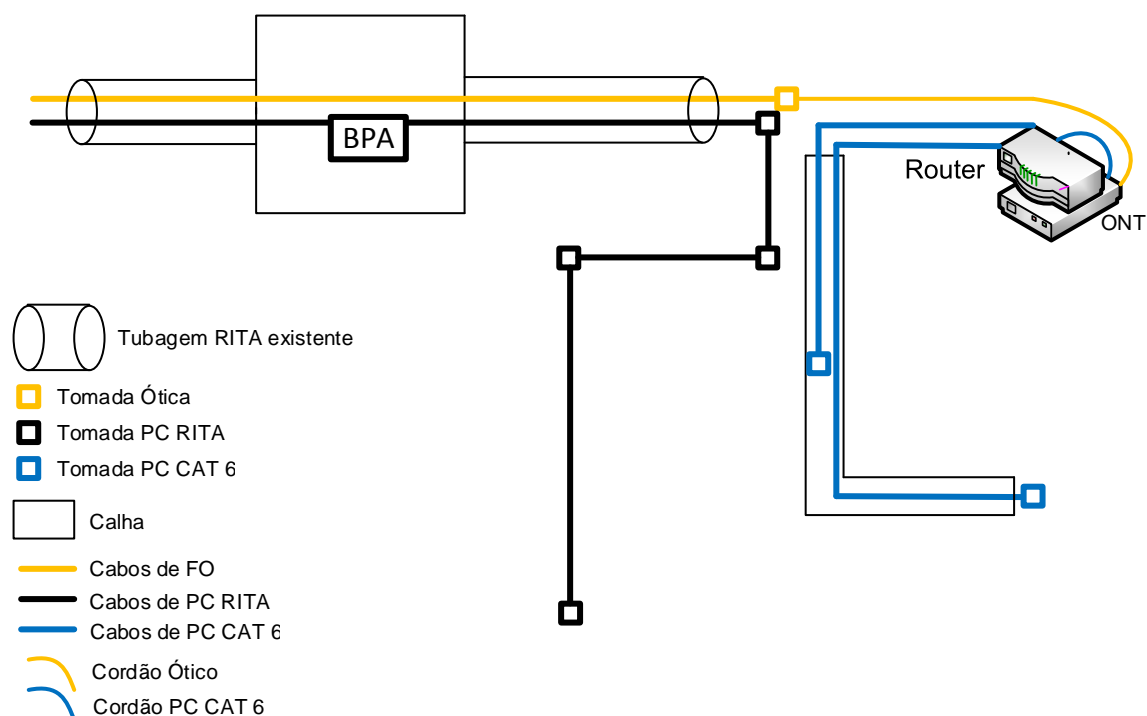 BPA
Router
ONT
Tubagem RITA existente
Tomada Ótica
Tomada PC RITA
Tomada PC CAT 6
Calha
Cabos de FO
Cabos de PC RITA
Cabos de PC CAT 6
Cordão Ótico
Cordão PC CAT 6